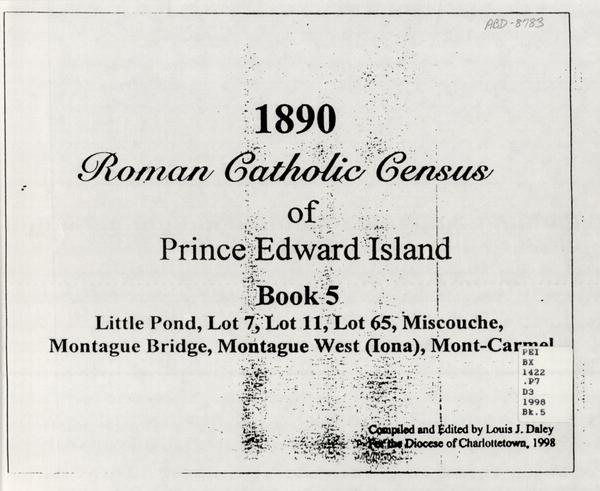 ABD-8783
1890
Roman Catholic Census
of
Prince Edward Island
Book 5
Little Pond, Lot 7, Lot 11, Lot 65, Miscouche,
Montague Bridge, Montague West (Iona), Mont-Carmel
PEI
BX
1422
.P7
D3
1998
Bk.5
Compiled and Edited by Louis J. Daley
For the Diocese of Charlottetown, 1998